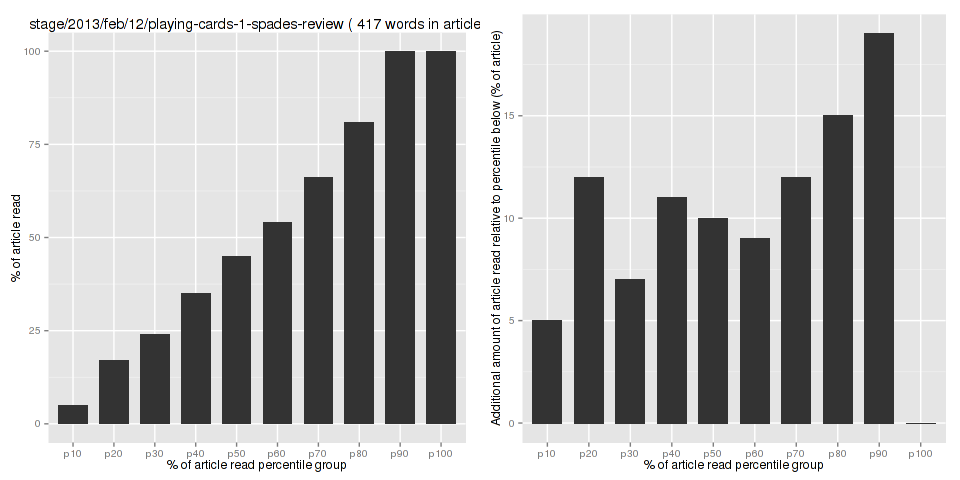 stage/2013/feb/12/playing-cards-1-spades-review ( 417 words in article
% of article read
100
75
50
25
0
p10 p20 p30 p40 p50 p60 p70 p80 p90 p100
% of article read percentile group
Additional amount of article read relative to percentile below (% of article)
15
10
5
0
p10 p20 p30 p40 p50 p60 p70 p80 p90 p100
% of article read percentile group